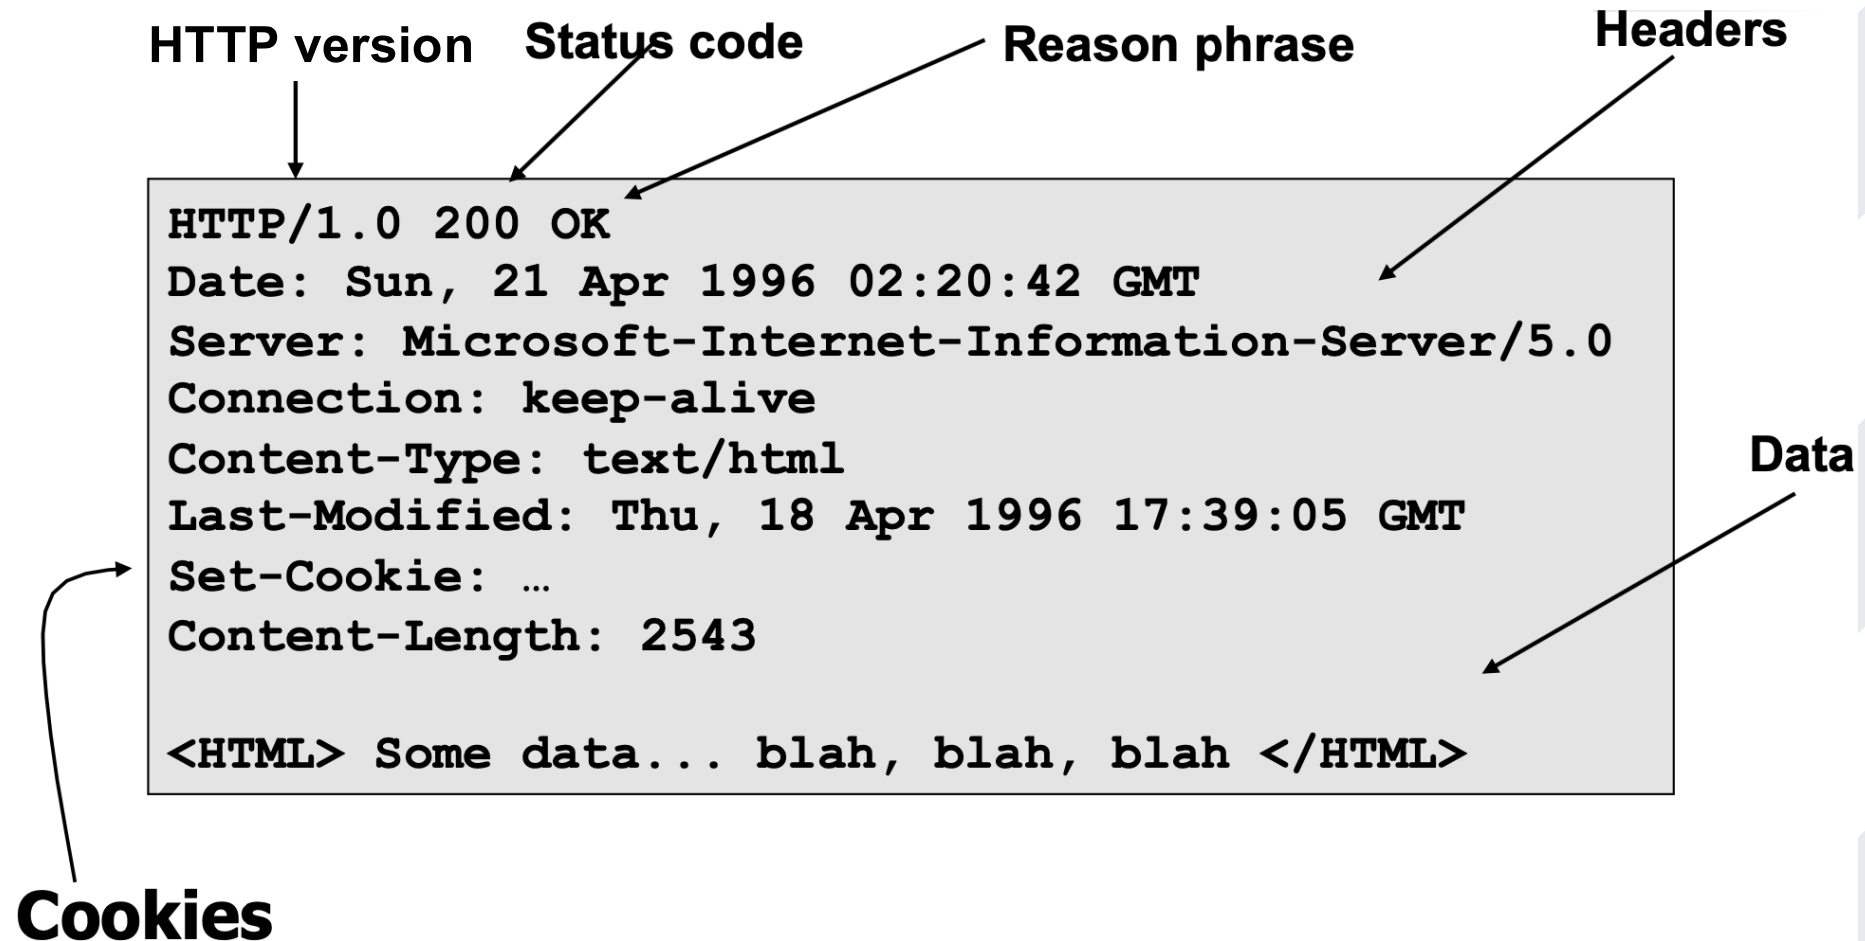 HTTP version Status code Reason phrase Headers
HTTP/1.0 200 OK
Date: Sun, 21 Apr 1996 02:20:42 GMT
Server: Microsoft-Internet-Information-Server/5.0
Connection: keep-alive
Content-Type: text/html
Data
Last-Modified: Thu, 18 Apr 1996 17:39:05 GMT
Set-Cookie: …
Content-Length: 2543
<HTML> Some data... blah, blah, blah </HTML>
Cookies